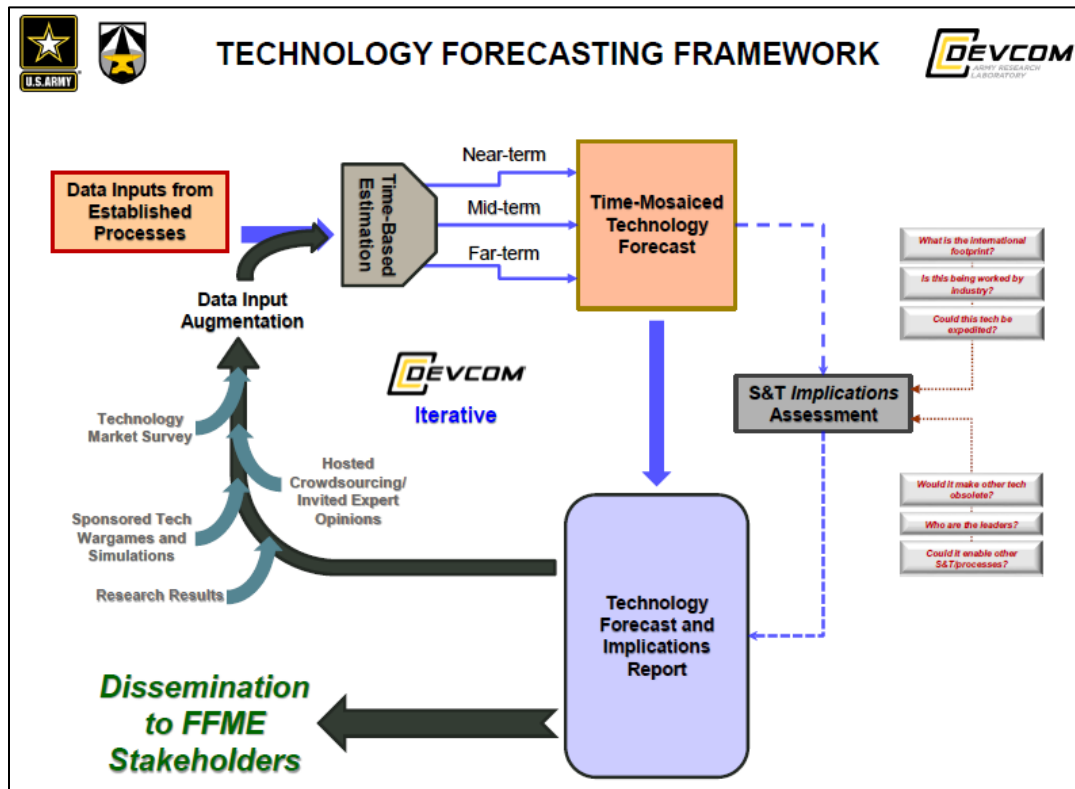 U.S.ARMY
TECHNOLOGY FORECASTING FRAMEWORK
DEVCOM
ARMY RESEARCH
LABORATORY
Data Inputs from
Established
Processes
Time-Based
Estimation
Near-term
Mid-term
Far-term
Time-Mosaiced
Technology
Forecast
What is the international
footprint?
Is this being worked by
industry?
Could this tech be
expedited?
Data Input
Augmentation
DEVCOM
Iterative
S&T Implications
Assessment
Technology
Market Survey
Hosted
Crowdsourcing/
Invited Expert
Opinions
Sponsored Tech
Wargames and
Simulations
Research Results
Would it make other tech
obsolete?
Who are the leaders?
Could it enable other
S&T/processes?
Technology
Forecast and
Implications
Report
Dissemination
to FFME
Stakeholders